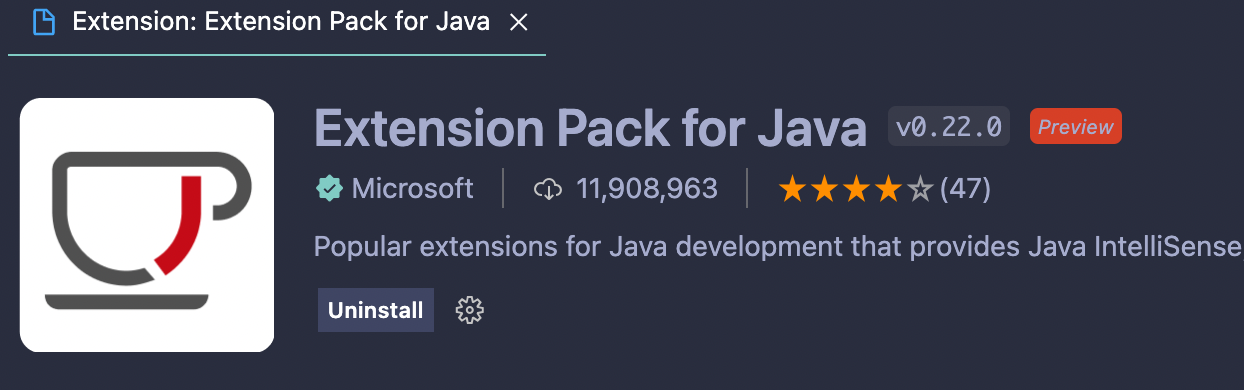 Extension: Extension Pack for Java
Extension Pack for Java v0.22.0 Preview
Microsoft 11,908,963 (47)
Popular extensions for Java development that provides Java IntelliSense
Uninstall